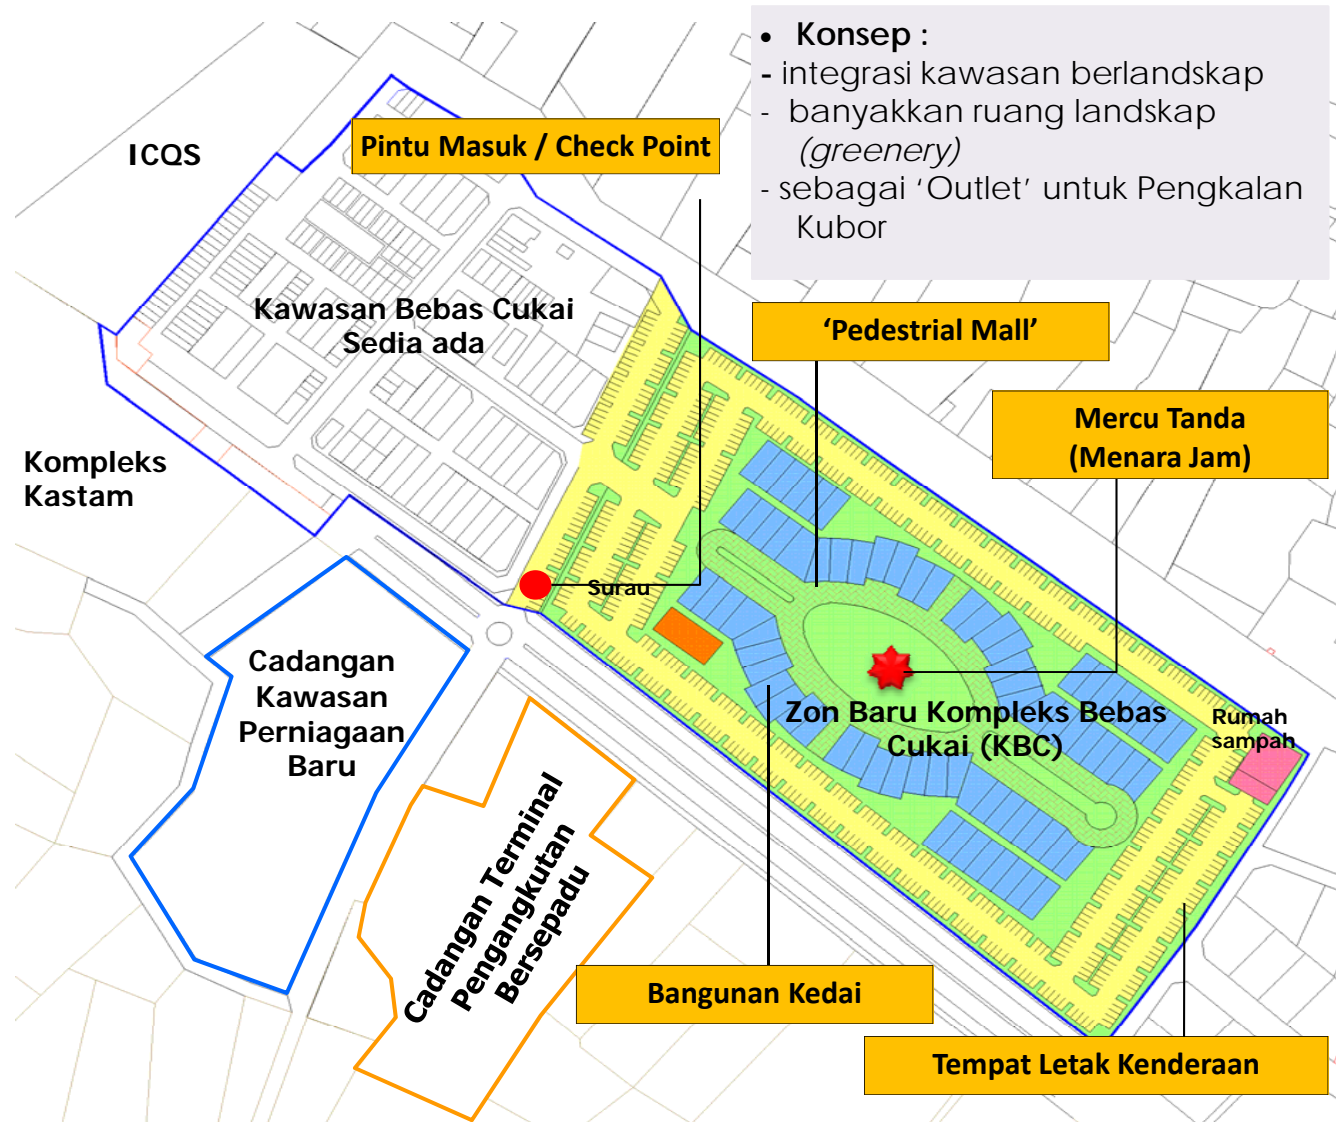 • Konsep :
- integrasi kawasan berlandskap
- banyakkan ruang landskap
(greenery)
- sebagai ‘Outlet’ untuk Pengkalan
Kubor
ICQS
Pintu Masuk / Check Point
Kawasan Bebas Cukai
Sedia ada
‘Pedestrial Mall’
Mercu Tanda
(Menara Jam)
Kompleks
Kastam
Surau
Cadangan
Kawasan
Perniagaan
Baru
Zon Baru Kompleks Bebas
Cukai (KBC)
Rumah
sampah
Cadangan Terminal
Pengangkutan
Bersepadu
Bangunan Kedai
Tempat Letak Kenderaan